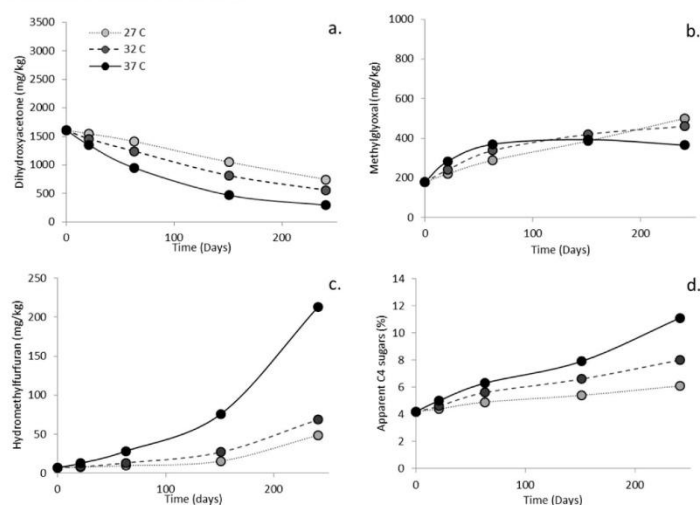 a.
27 C
32 C
37 C
Dihydroxyacetone (mg/kg)
3500
3000
2500
2000
1500
1000
500
0
0 100 200
Time (Days)
b.
Methylglyoxal (mg/kg)
1000
800
600
400
200
0
0 100 200
Time (Days)
c.
Hydromethylfurfuran (mg/kg)
250
200
150
100
50
0
0 100 200
Time (days)
d.
Apparent C4 sugars (%)
14
12
10
8
6
4
2
0
0 100 200
Time (Days)